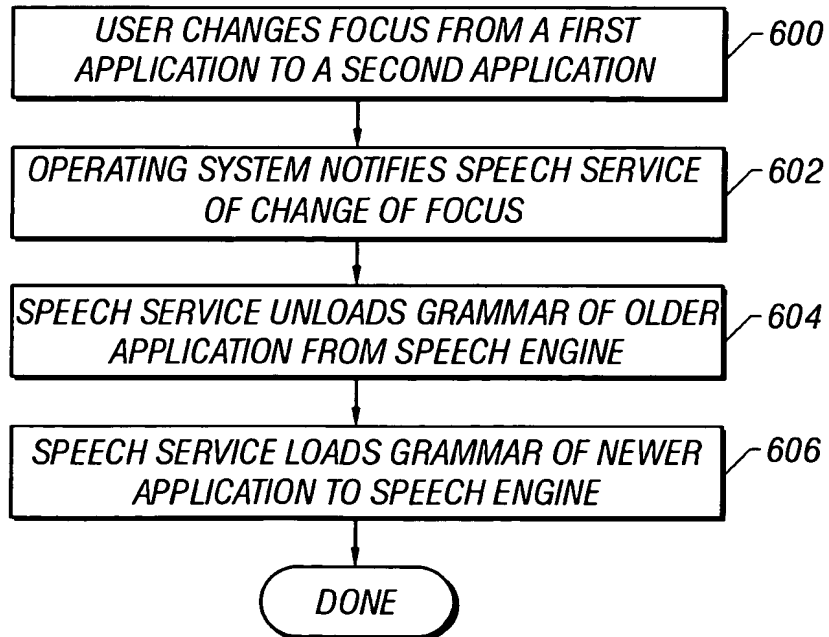 USER CHANGES FOCUS FROM A FIRST
APPLICATION TO A SECOND APPLICATION
600
OPERATING SYSTEM NOTIFIES SPEECH SERVICE
OF CHANGE OF FOCUS
602
SPEECH SERVICE UNLOADS GRAMMAR OF OLDER
APPLICATION FROM SPEECH ENGINE
604
SPEECH SERVICE LOADS GRAMMAR OF NEWER
APPLICATION TO SPEECH ENGINE
606
DONE